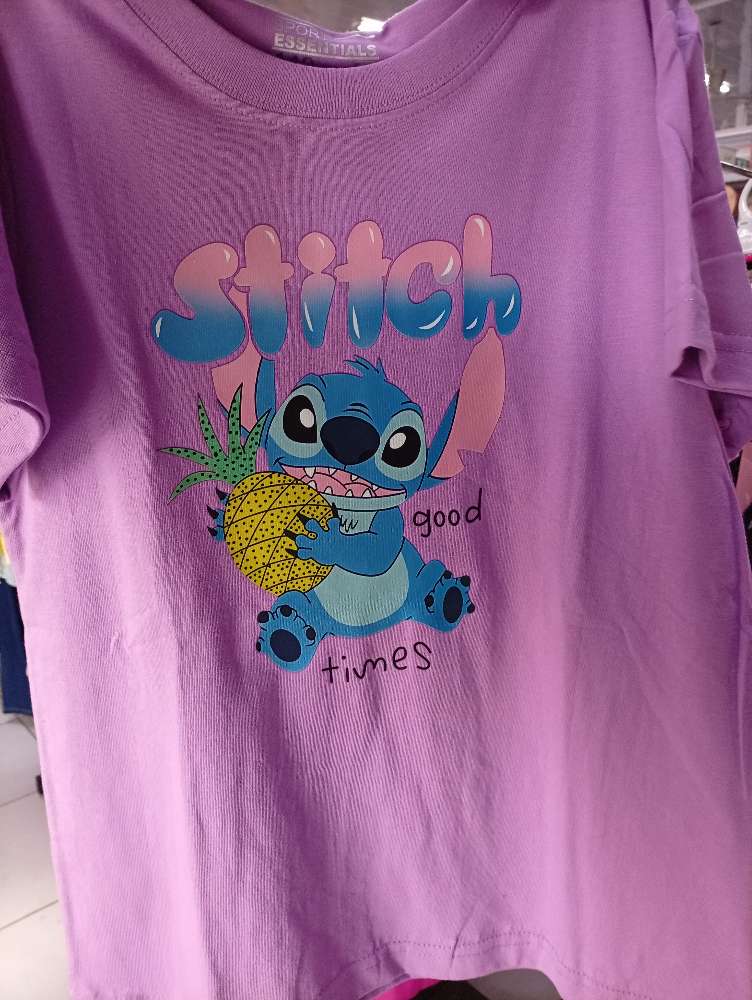 ESSENTIALS
Stitch
good
times